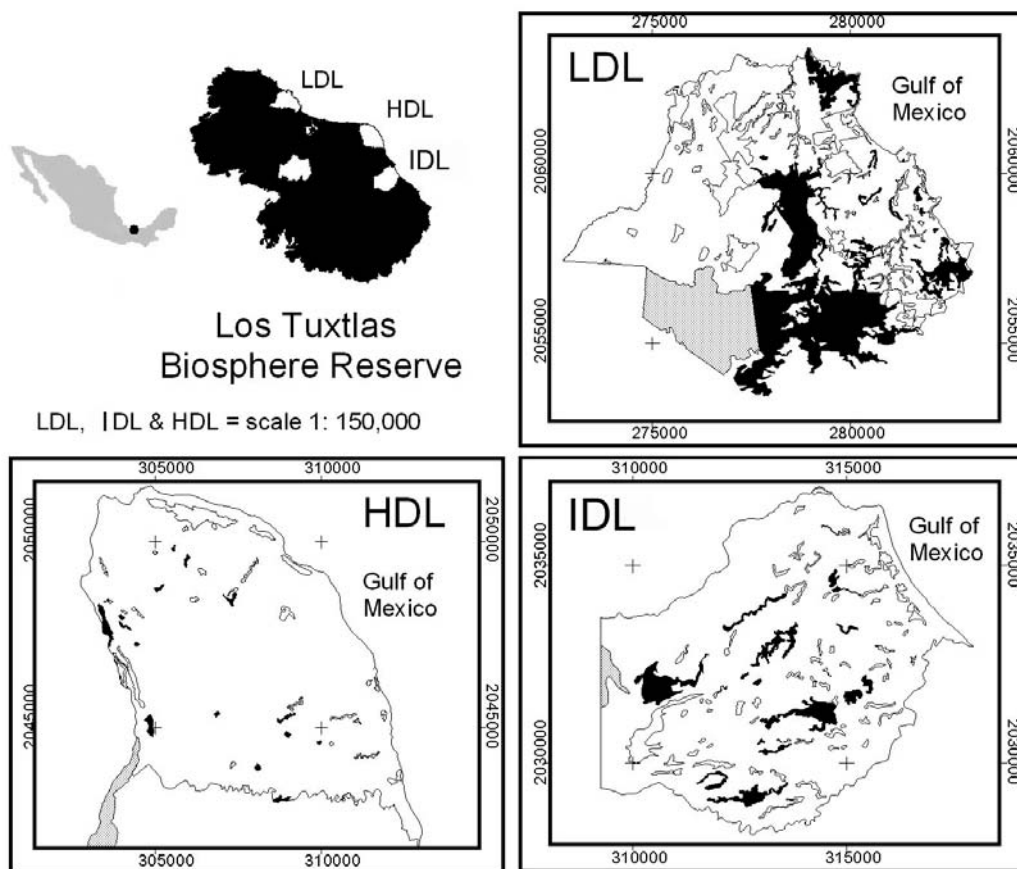 LDL
HDL
IDL
Los Tuxtlas
Biosphere Reserve
LDL, IDL & HDL = scale 1: 150,000
275000 280000
LDL
Gulf of
Mexico
2060000 2060000
2055000 2055000
275000 280000
305000 310000
HDL
2050000 2050000
Gulf of
Mexico
2045000 2045000
305000 310000
310000 315000
IDL
Gulf of
Mexico
2035000 2035000
2030000 2030000
310000 315000